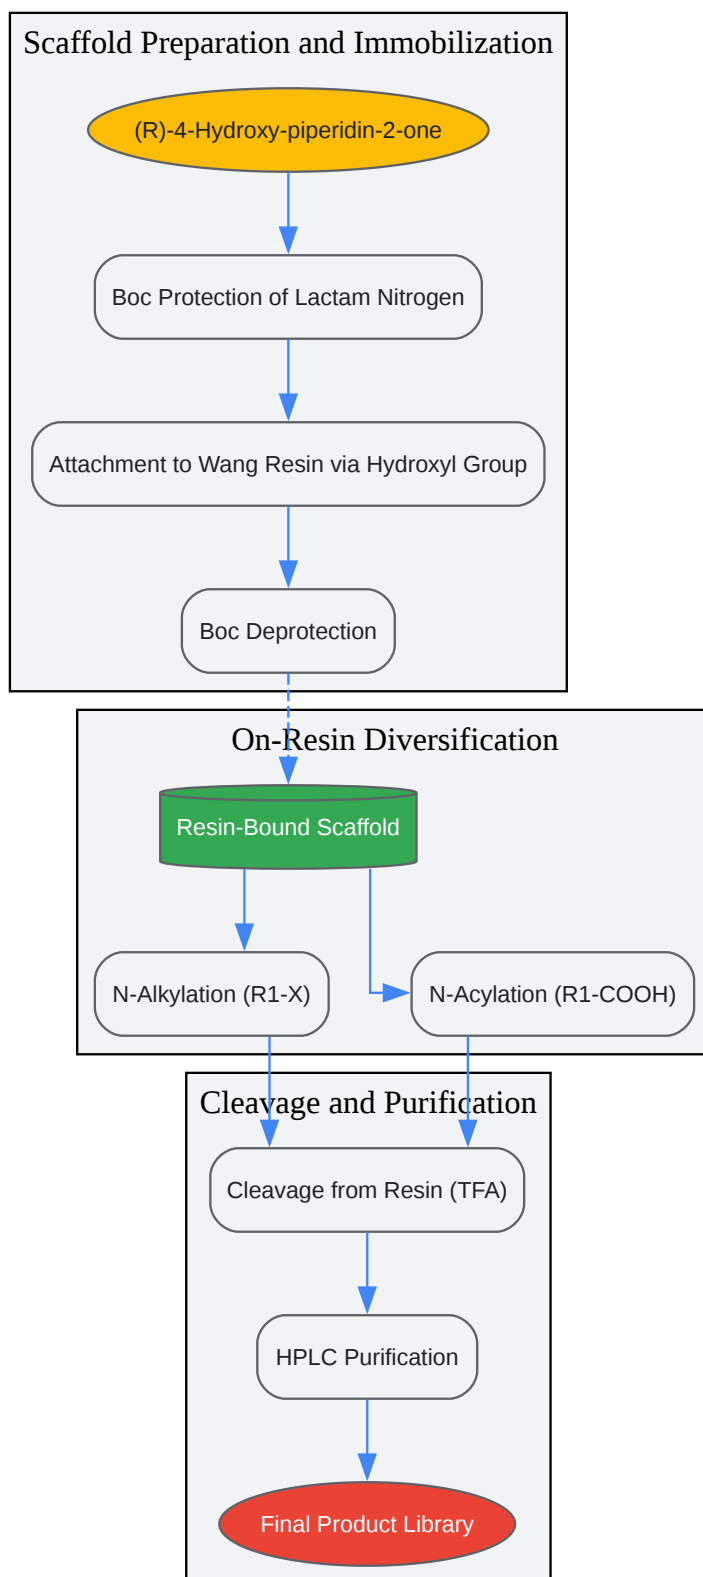 Scaffold Preparation and Immobilization
(R)-4-Hydroxy-piperidin-2-one
Boc Protection of Lactam Nitrogen
Attachment to Wang Resin via Hydroxyl Group
Boc Deprotection
On-Resin Diversification
Resin-Bound Scaffold
N-Alkylation (R1-X)
N-Acylation (R1-COOH)
Cleavage and Purification
Cleavage from Resin (TFA)
HPLC Purification
Final Product Library